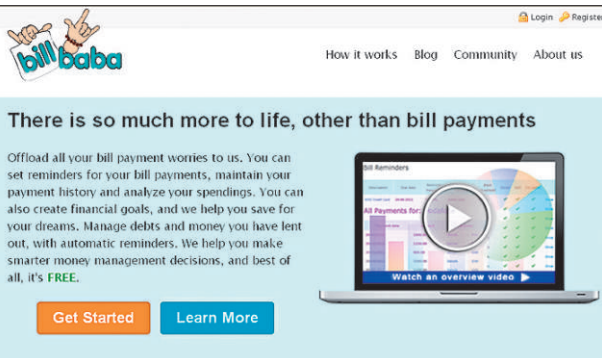 Login Register
bill baba
How it works Blog Community About us
There is so much more to life, other than bill payments
Offload all your bill payment worries to us. You can
set reminders for your bill payments, maintain your
payment history and analyze your spendings. You can
also create financial goals, and we help you save for
your dreams. Manage debts and money you have lent
out, with automatic reminders. We help you make
smarter money management decisions, and best of
all, it's FREE.
Get Started Learn More
Bill Reminders
All Payments for:
Watch an overview video